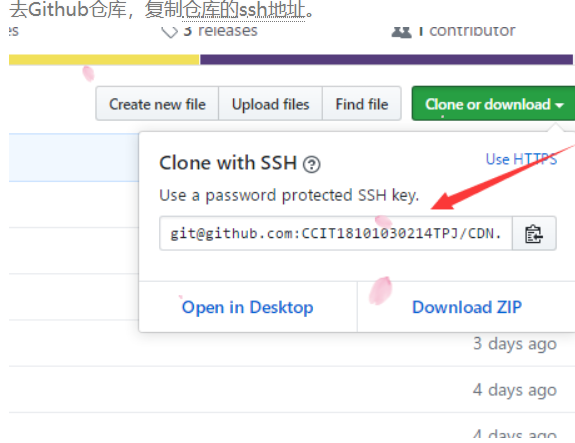 去Github仓库，复制仓库的ssh地址。
es 3 releases 1 contributor
Create new file Upload files Find file Clone or download
Clone with SSH ? Use HTTPS
Use a password protected SSH key.
git@github.com:CCIT18101030214TPJ/CDN.
Open in Desktop Download ZIP
3 days ago
4 days ago
4 days ago